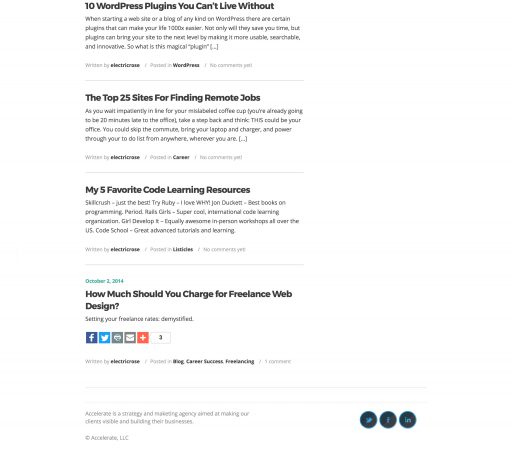 10 WordPress Plugins You Can't Live Without
When starting a web site or a blog of any kind on WordPress there are certain
plugins that can make your life 1000x easier. Not only will they save you time, but
plugins can bring your site to the next level by making it more usable, searchable,
and innovative. So what is this magical "plugin" [...]
Written by electricrose / Posted in WordPress / No comments yet!
The Top 25 Sites For Finding Remote Jobs
As you wait impatiently in line for your mislabeled coffee cup (you're already going
to be 20 minutes late to the office), take a step back and think: THIS could be your
office. You could skip the commute, bring your laptop and charger, and power
through your to do list from anywhere, wherever you are. [...]
Written by electricrose / Posted in Career / No comments yet!
My 5 Favorite Code Learning Resources
Skillcrush – just the best! Try Ruby – I love WHY! Jon Duckett – Best books on
programming. Period. Rails Girls – Super cool, international code learning
organization. Girl Develop It – Equally awesome in-person workshops all over the
US. Code School – Great advanced tutorials and learning.
Written by electricrose / Posted in Listicles / No comments yet!
October 2, 2014
How Much Should You Charge for Freelance Web
Design?
Setting your freelance rates: demystified.
3
Written by electricrose / Posted in Blog, Career Success, Freelancing / 1 comment
Accelerate is a strategy and maketing agency aimed at making our
clients visible and building their businesses.
© Accelerate, LLC